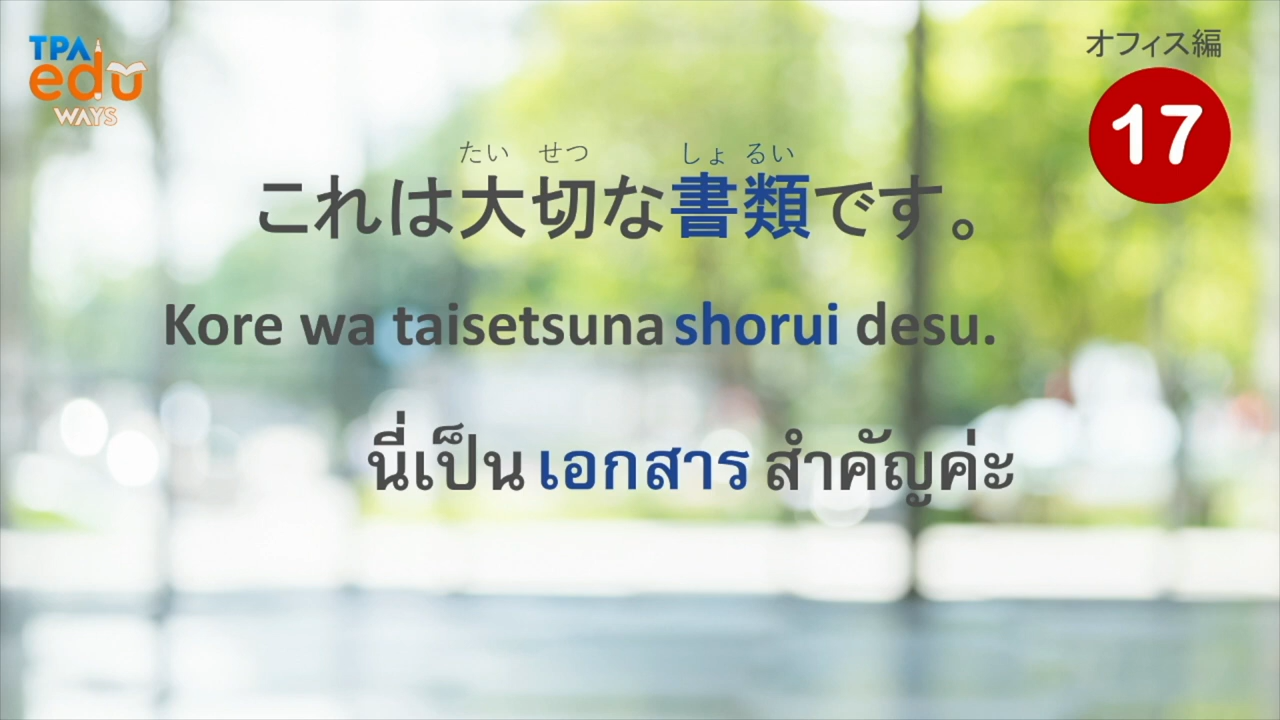 TPA
edu
WAYS
オフィス編
17
たい せつ しょ るい
これは大切な書類です。
Kore wa taisetsuna shorui desu.
นี่เป็นเอกสาร สำคัญค่ะ